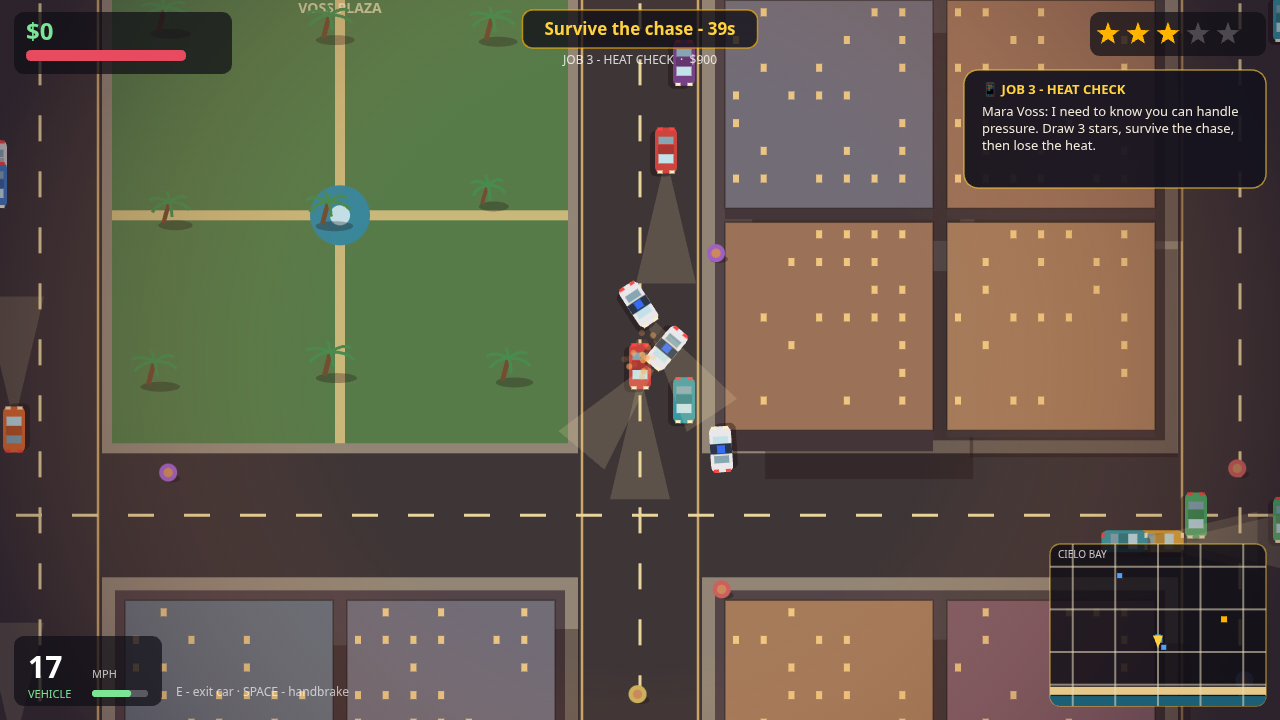 VOSS PLAZA
$0
Survive the chase - 39s
JOB 3 - HEAT CHECK · $900
📱 JOB 3 - HEAT CHECK
Mara Voss: I need to know you can handle
pressure. Draw 3 stars, survive the chase,
then lose the heat.
CIELO BAY
17
MPH
VEHICLE
E - exit car · SPACE - handbrake